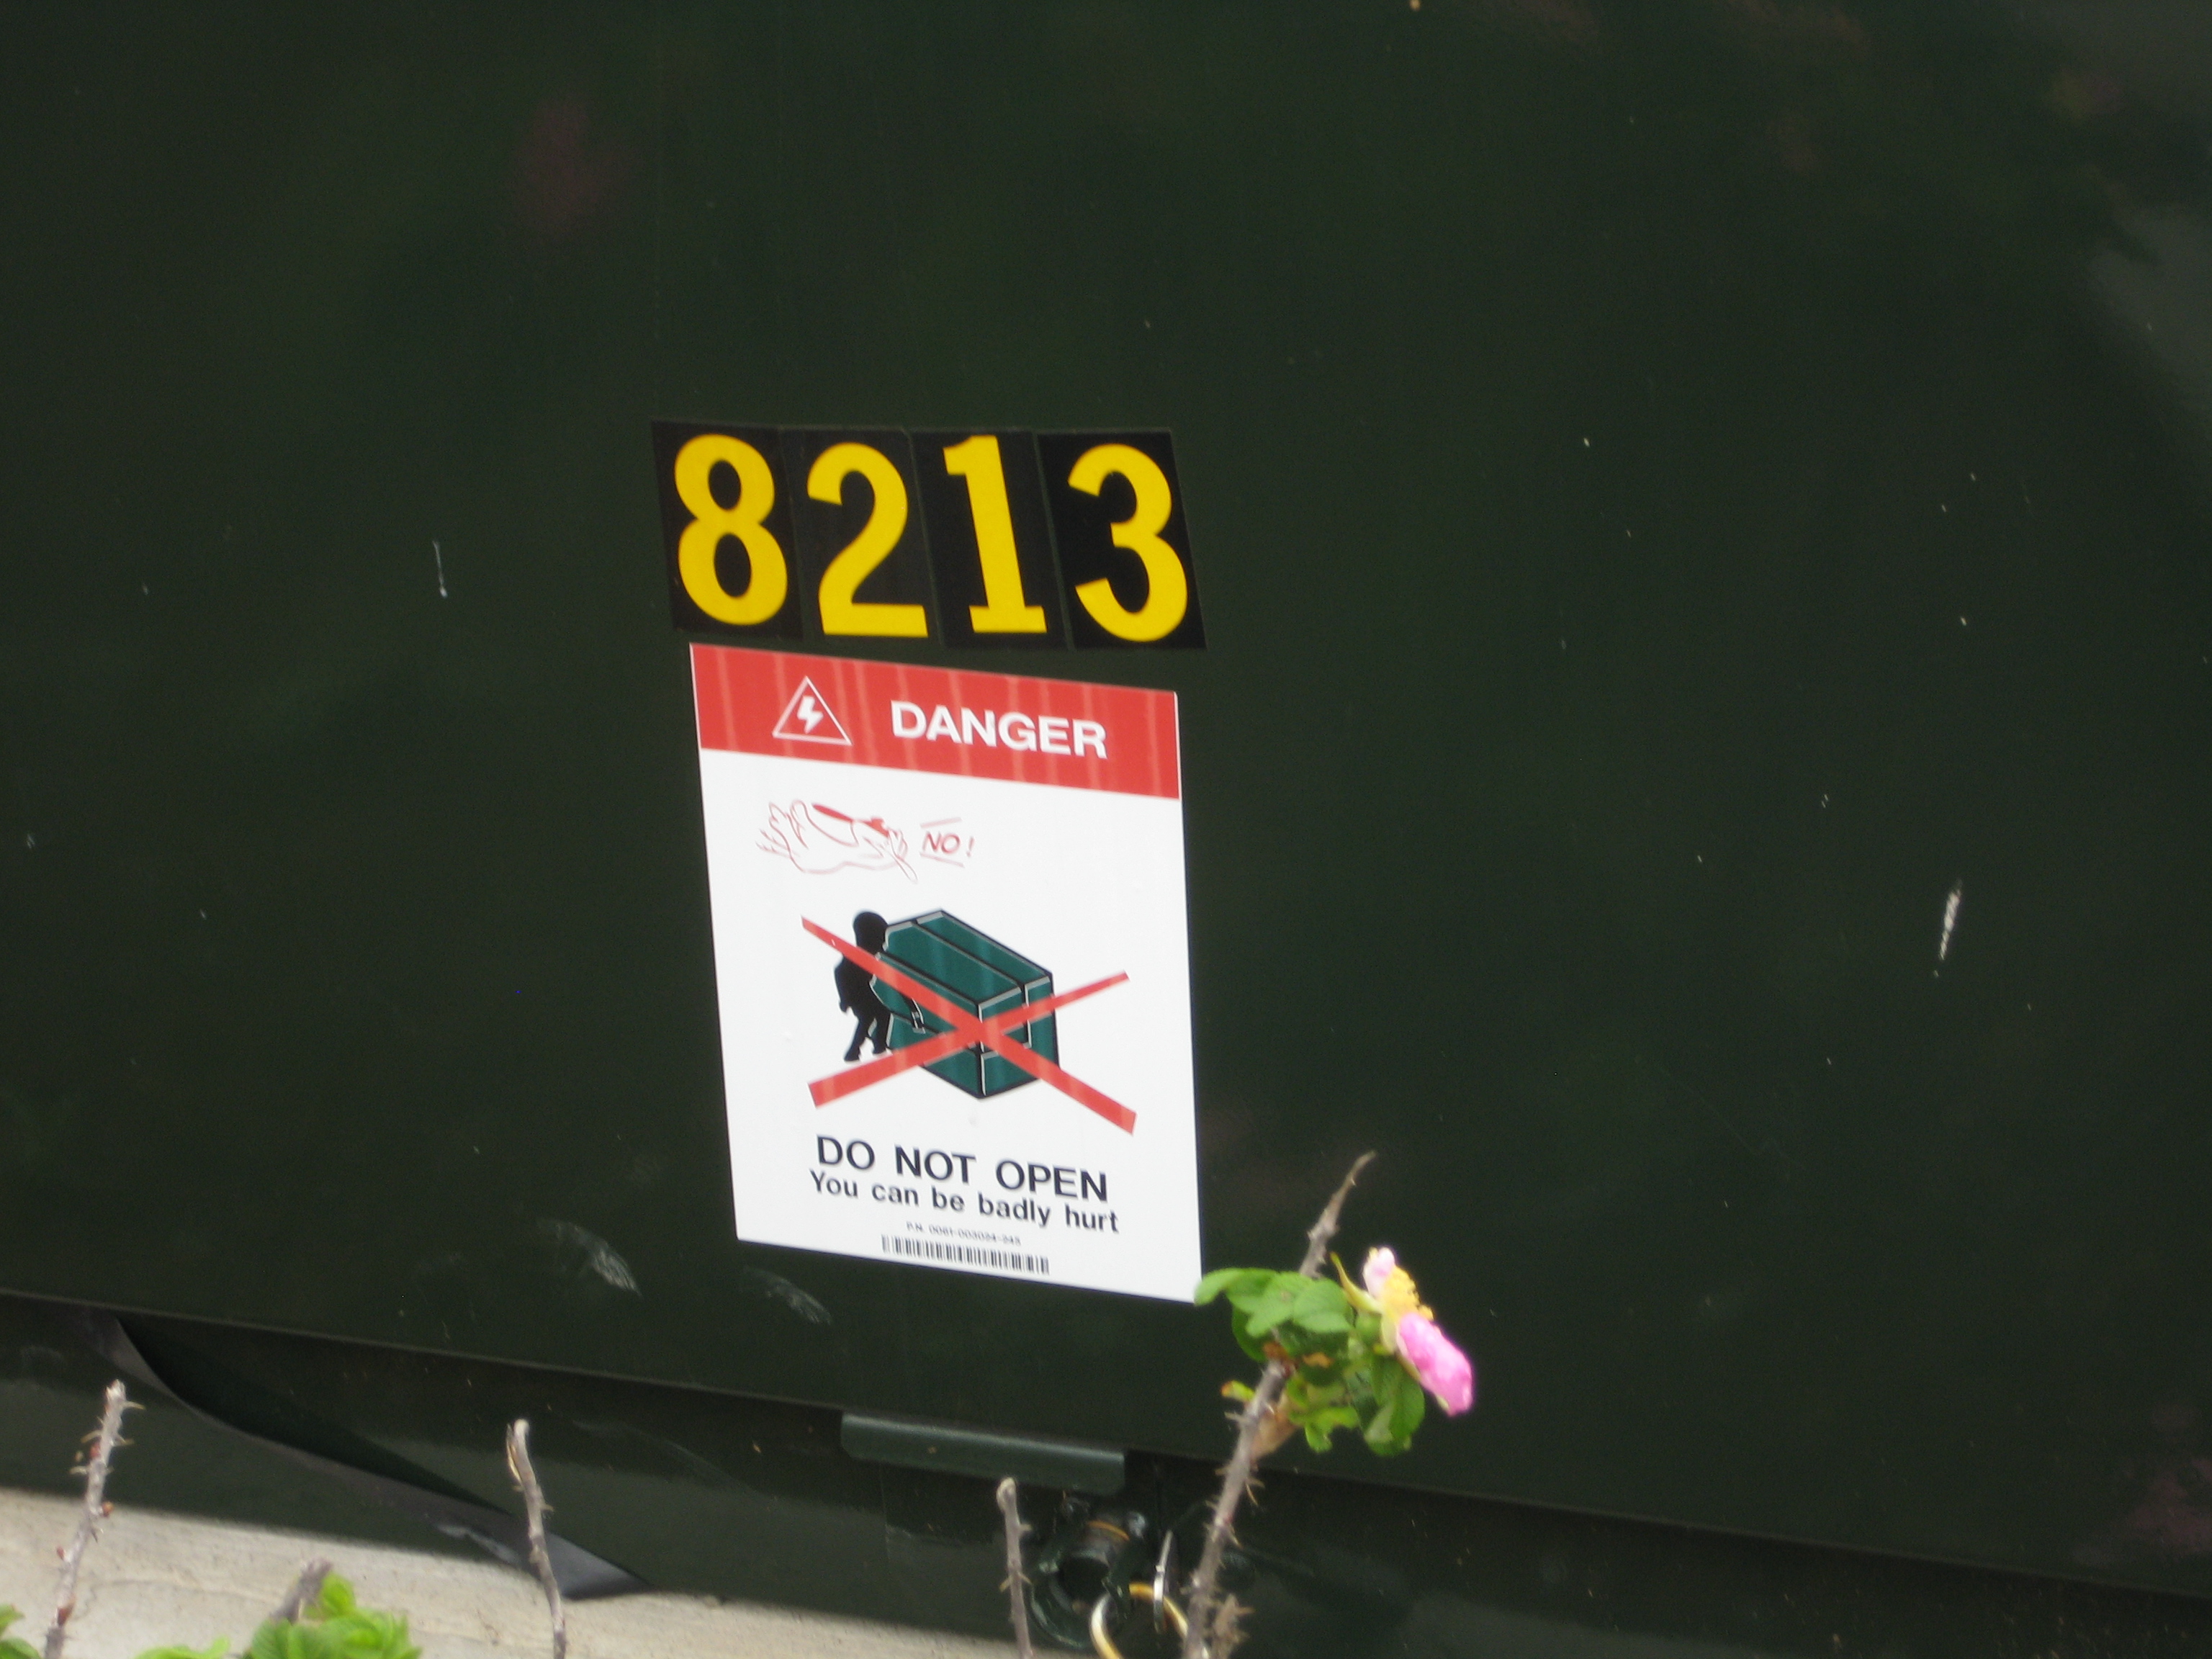 8213
DANGER
NO!
DO NOT OPEN
You can be badly hurt